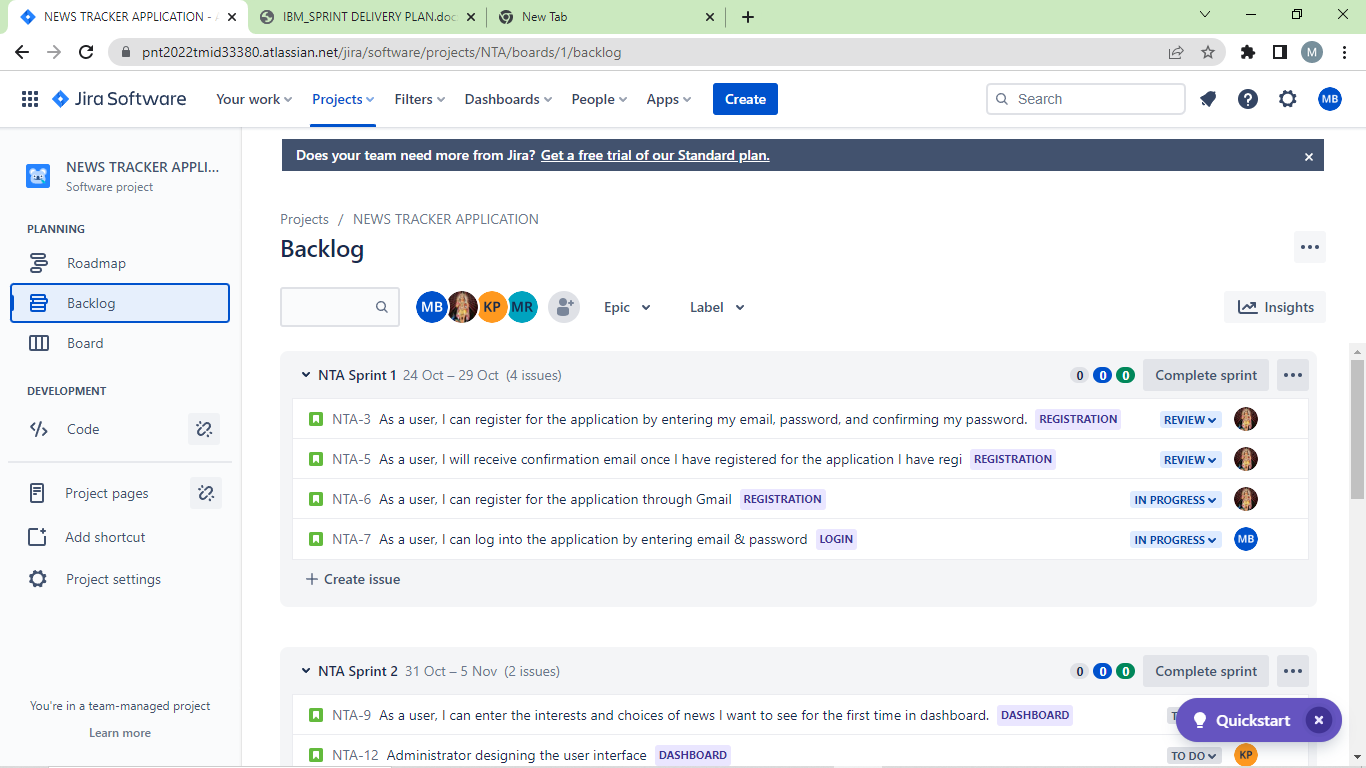 NEWS TRACKER APPLICATION - A
IBM_SPRINT DELIVERY PLAN.doc
New Tab
pnt2022tmid33380.atlassian.net/jira/software/projects/NTA/boards/1/backlog
M
Jira Software
Your work
Projects
Filters
Dashboards
People
Apps
Create
Search
MB
NEWS TRACKER APPLI...
Software project
PLANNING
Roadmap
Backlog
Board
DEVELOPMENT
Code
Project pages
Add shortcut
Project settings
You're in a team-managed project
Learn more
Does your team need more from Jira? Get a free trial of our Standard plan.
Projects / NEWS TRACKER APPLICATION
Backlog
MB KP MR Epic Label Insights
NTA Sprint 1 24 Oct – 29 Oct (4 issues) 0 0 0 Complete sprint
NTA-3 As a user, I can register for the application by entering my email, password, and confirming my password. REGISTRATION REVIEW
NTA-5 As a user, I will receive confirmation email once I have registered for the application I have regi REGISTRATION REVIEW
NTA-6 As a user, I can register for the application through Gmail REGISTRATION IN PROGRESS
NTA-7 As a user, I can log into the application by entering email & password LOGIN IN PROGRESS MB
+ Create issue
NTA Sprint 2 31 Oct – 5 Nov (2 issues) 0 0 0 Complete sprint
NTA-9 As a user, I can enter the interests and choices of news I want to see for the first time in dashboard. DASHBOARD
Quickstart
NTA-12 Administrator designing the user interface DASHBOARD TO DO KP